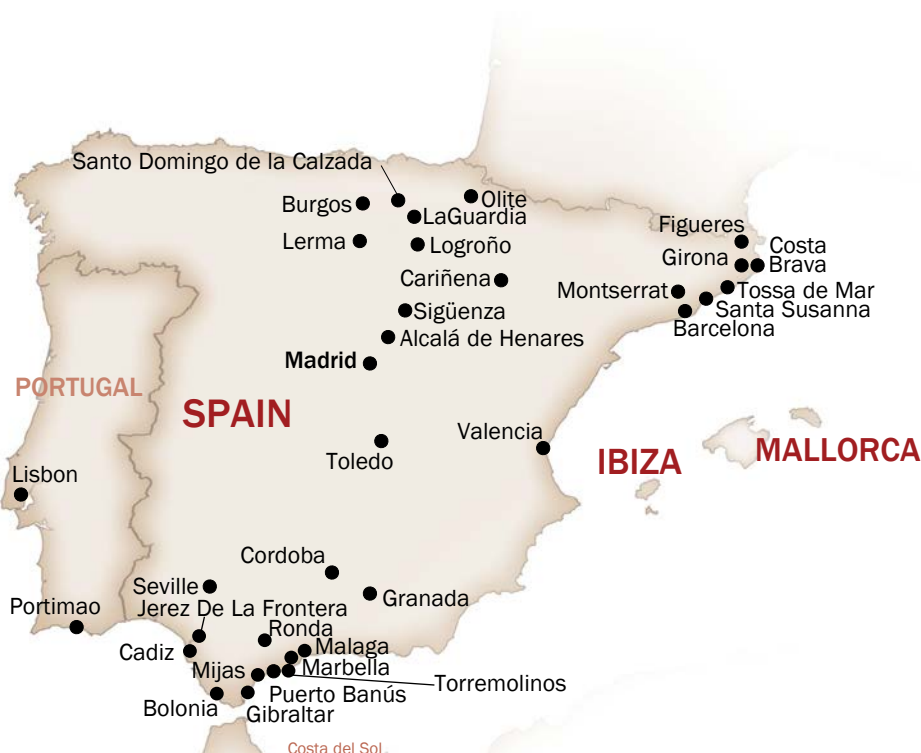 Santo Domingo de la Calzada
Burgos
Olite
LaGuardia
Lerma
Logroño
Figueres
Girona
Costa
Brava
Cariñena
Montserrat
Tossa de Mar
Santa Susanna
Barcelona
Sigüenza
Alcalá de Henares
Madrid
PORTUGAL
SPAIN
Valencia
IBIZA
MALLORCA
Toledo
Lisbon
Cordoba
Seville
Granada
Portimao
Jerez De La Frontera
Ronda
Cadiz
Malaga
Mijas
Marbella
Torremolinos
Puerto Banús
Bolonia
Gibraltar
Costa del SoL.